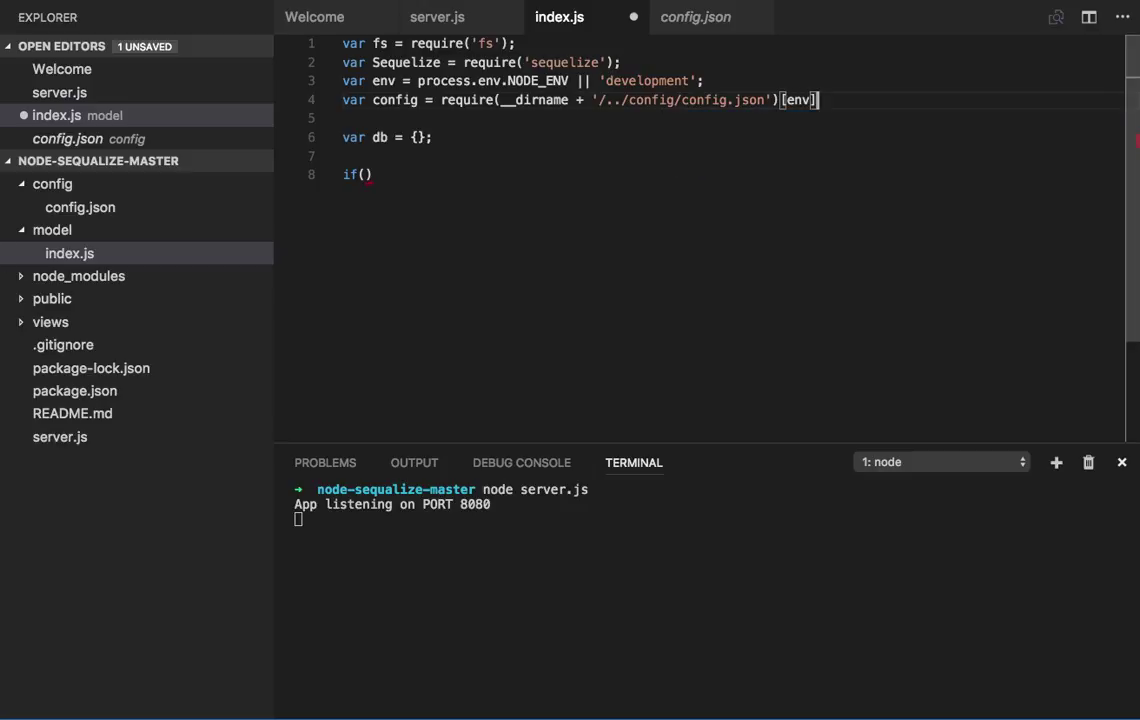 EXPLORER
OPEN EDITORS 1 UNSAVED
Welcome
server.js
index.js model
config.json config
NODE-SEQUALIZE-MASTER
config
config.json
model
index.js
node_modules
public
views
.gitignore
package-lock.json
package.json
README.md
server.js
Welcome server.js index.js config.json
1 var fs = require('fs');
2 var Sequelize = require('sequelize');
3 var env = process.env.NODE_ENV || 'development';
4 var config = require(__dirname + '/../config/config.json')[env]
5
6 var db = {};
7
8 if()
PROBLEMS OUTPUT DEBUG CONSOLE TERMINAL 1: node
➜ node-sequalize-master node server.js
App listening on PORT 8080